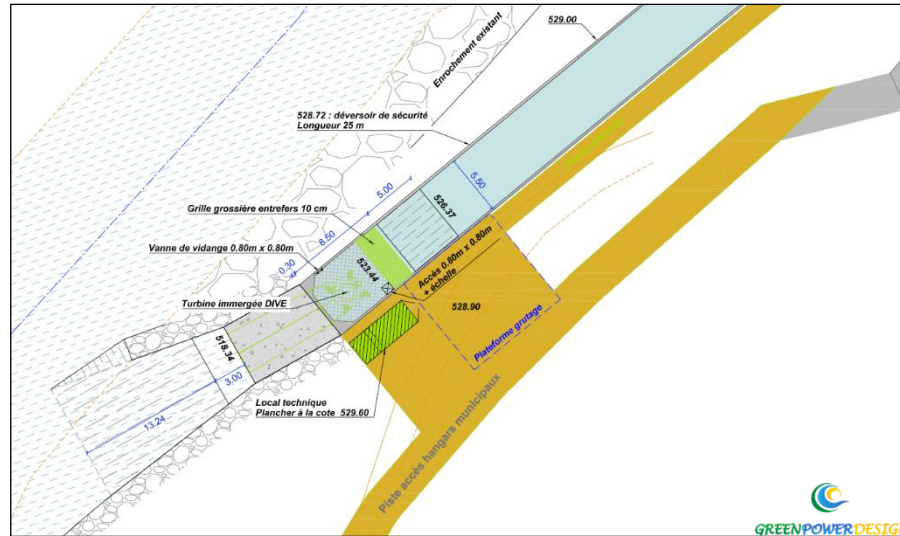 529.00
Enrochement existant
528.72 : déversoir de sécurité
Longueur 25 m
5.50
5.00
526.37
Grille grossière entrefers 10 cm
8.50
Vanne de vidange 0.80m x 0.80m
0.30
523.44
Accès 0.80m x 0.80m
+ échelle
Turbine immergée DIVE
528.90
Plateforme grutage
518.34
3.00
13.24
Local technique
Plancher à la cote 529.60
Piste accès hangars municipaux
GREENPOWERDESIGN